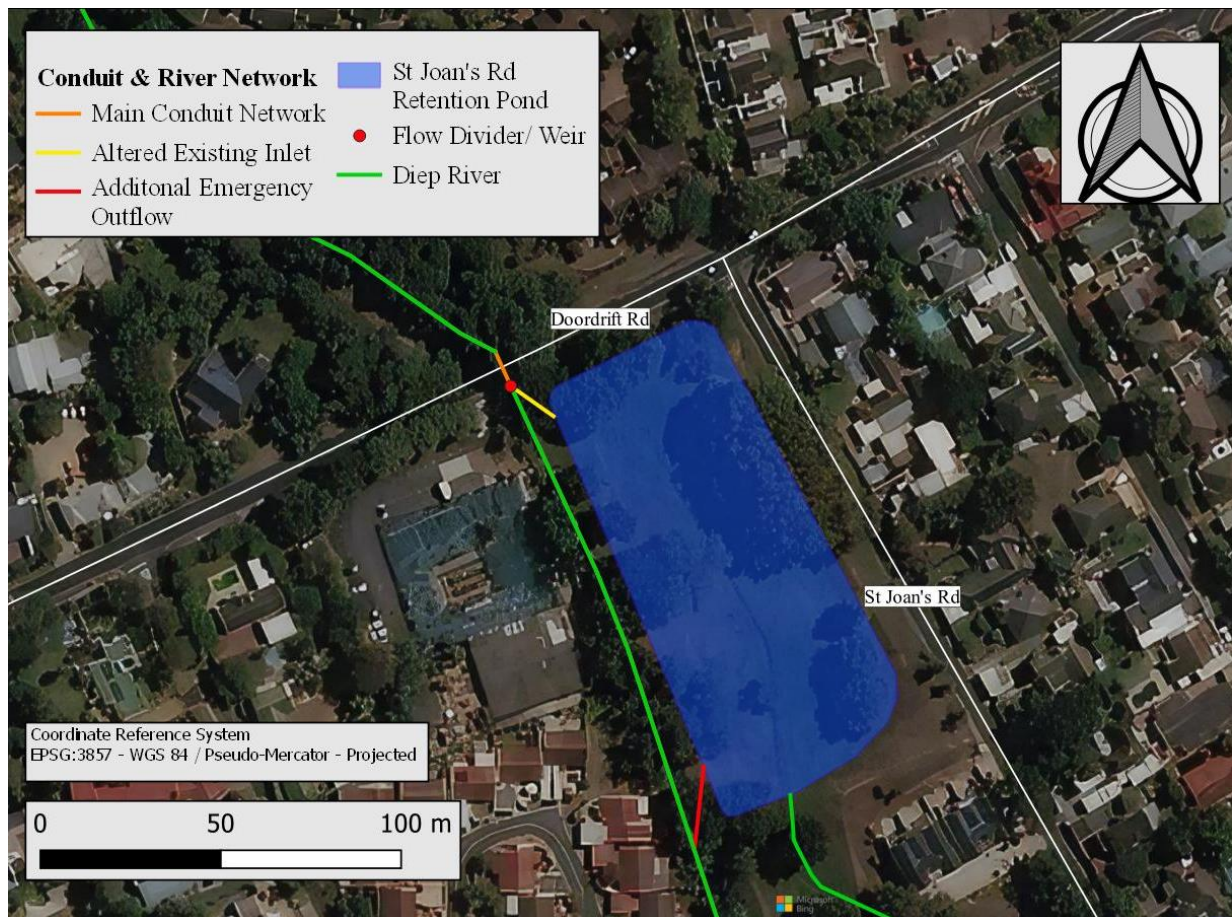 Conduit & River Network
Main Conduit Network
Altered Existing Inlet
Additonal Emergency
Outflow
St Joan's Rd
Retention Pond
Flow Divider/ Weir
Diep River
Doordrift Rd
St Joan's Rd
Coordinate Reference System
EPSG:3857 - WGS 84 / Pseudo-Mercator - Projected
0 50 100 m
Microsoft
Bing